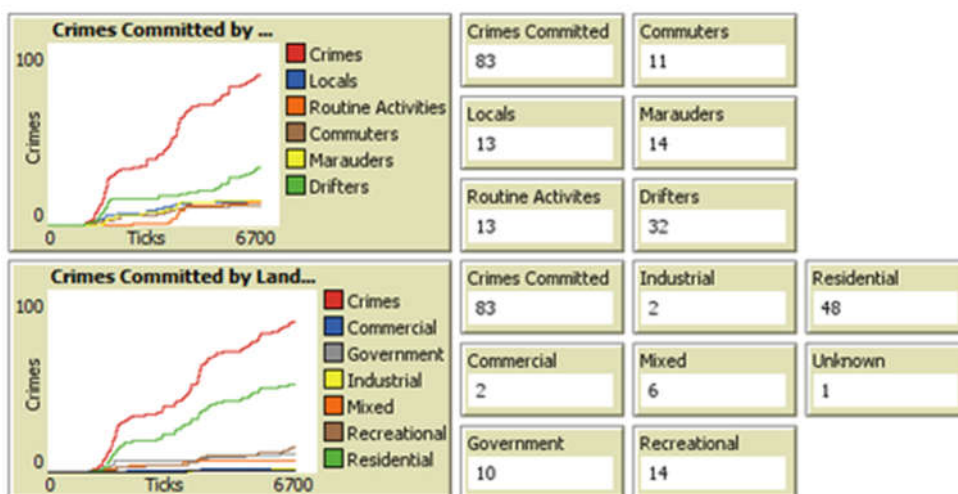 Crimes Committed by ...
100
Crimes
0
0 Ticks 6700
Crimes
Locals
Routine Activities
Commuters
Marauders
Drifters
Crimes Committed
83
Commuters
11
Locals
13
Marauders
14
Routine Activites
13
Drifters
32
Crimes Committed by Land...
100
Crimes
0
0 Ticks 6700
Crimes
Commercial
Government
Industrial
Mixed
Recreational
Residential
Crimes Committed
83
Industrial
2
Residential
48
Commercial
2
Mixed
6
Unknown
1
Government
10
Recreational
14